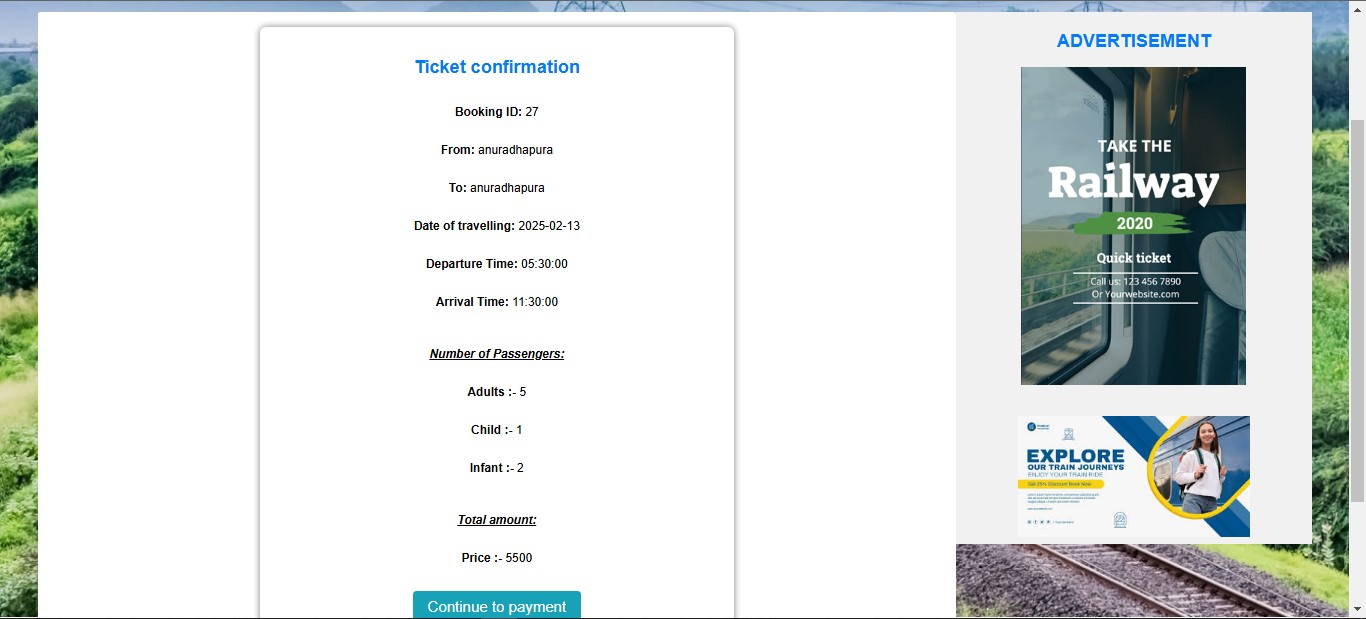 Ticket confirmation
Booking ID: 27
From: anuradhapura
To: anuradhapura
Date of travelling: 2025-02-13
Departure Time: 05:30:00
Arrival Time: 11:30:00
Number of Passengers:
Adults :- 5
Child :- 1
Infant :- 2
Total amount:
Price :- 5500
Continue to payment
ADVERTISEMENT
TAKE THE
Railway
2020
Quick ticket
Call us: 123 456 7890
Or Yourwebsite.com
EXPLORE
OUR TRAIN JOURNEYS
ENJOY YOUR TRAIN RIDE
Get 25% Discount Book Now